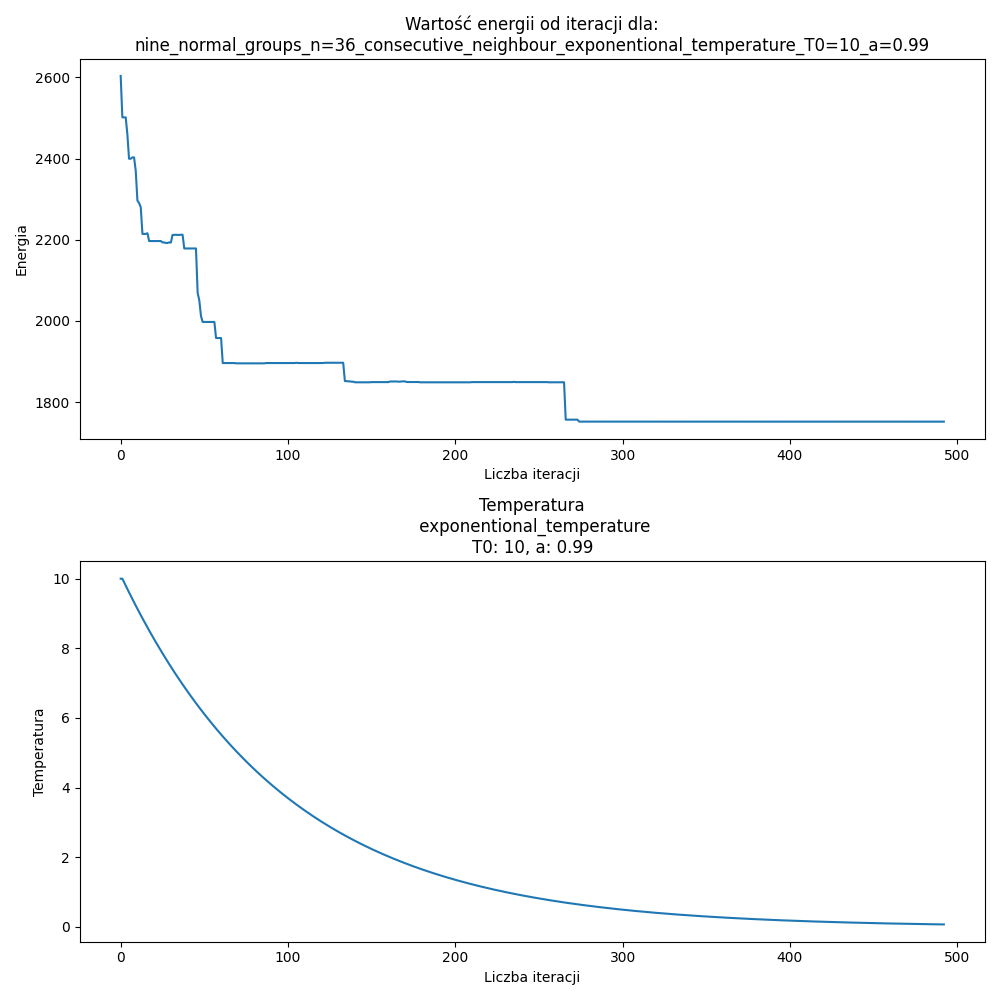 Wartość energii od iteracji dla:
nine_normal_groups_n=36_consecutive_neighbour_exponentional_temperature_T0=10_a=0.99
2600
2400
2200
2000
1800
Energia
0 100 200 300 400 500
Liczba iteracji
Temperatura
exponentional_temperature
T0: 10, a: 0.99
10
8
6
4
2
0
Temperatura
0 100 200 300 400 500
Liczba iteracji